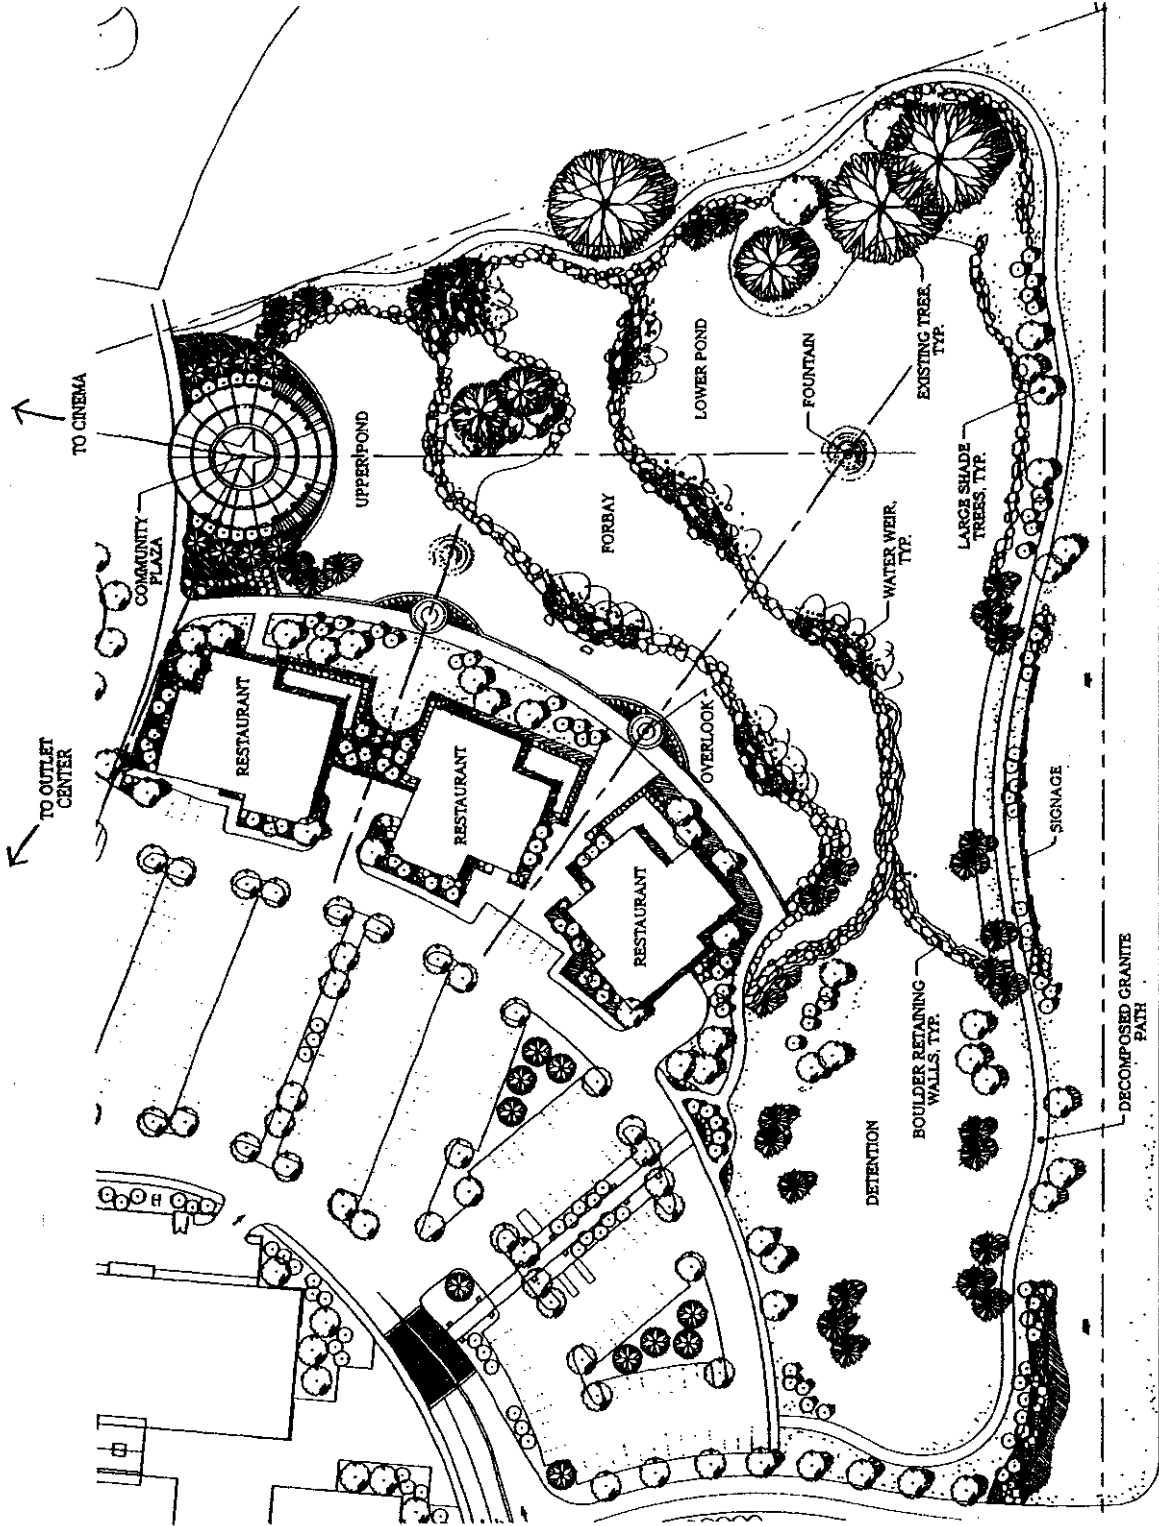 TO OUTLET
CENTER
TO CINEMA
COMMUNITY
PLAZA
RESTAURANT
UPPER POND
RESTAURANT
FORBAY
OVERLOOK
RESTAURANT
LOWER POND
FOUNTAIN
EXISTING TREE,
TYP.
WATER WEIR,
TYP.
LARGE SHADE
TREES, TYP.
BOULDER RETAINING
WALLS, TYP.
DETENTION
SIGNAGE
DECOMPOSED GRANITE
PATH